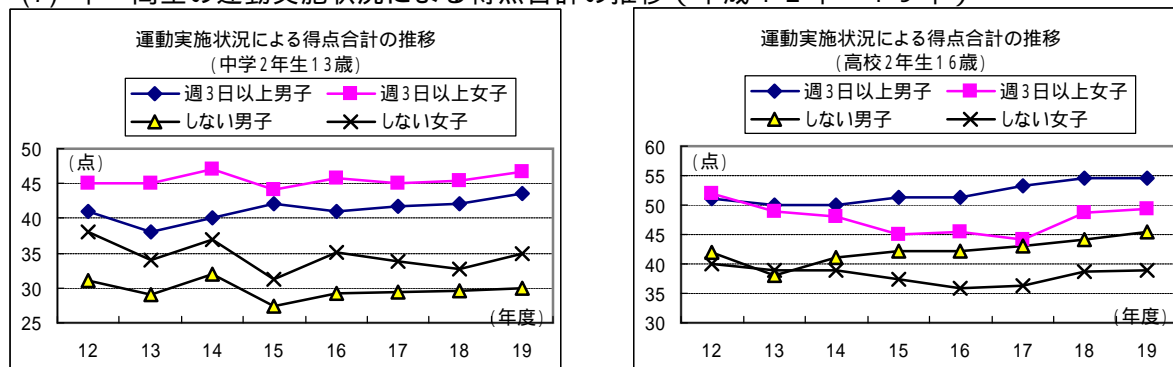 運動実施状況による得点合計の推移
(中学2年生13歳)
週3日以上男子 週3日以上女子
しない男子 しない女子
(点)
50
45
40
35
30
25
12 13 14 15 16 17 18 19
(年度)
運動実施状況による得点合計の推移
(高校2年生16歳)
週3日以上男子 週3日以上女子
しない男子 しない女子
(点)
60
55
50
45
40
35
30
12 13 14 15 16 17 18 19
(年度)